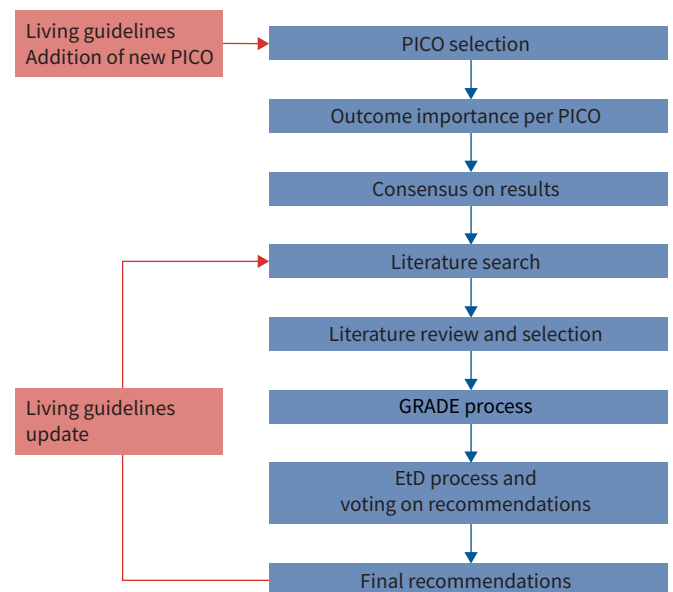 Living guidelines
Addition of new PICO
PICO selection
Outcome importance per PICO
Consensus on results
Literature search
Literature review and selection
Living guidelines
update
GRADE process
EtD process and
voting on recommendations
Final recommendations